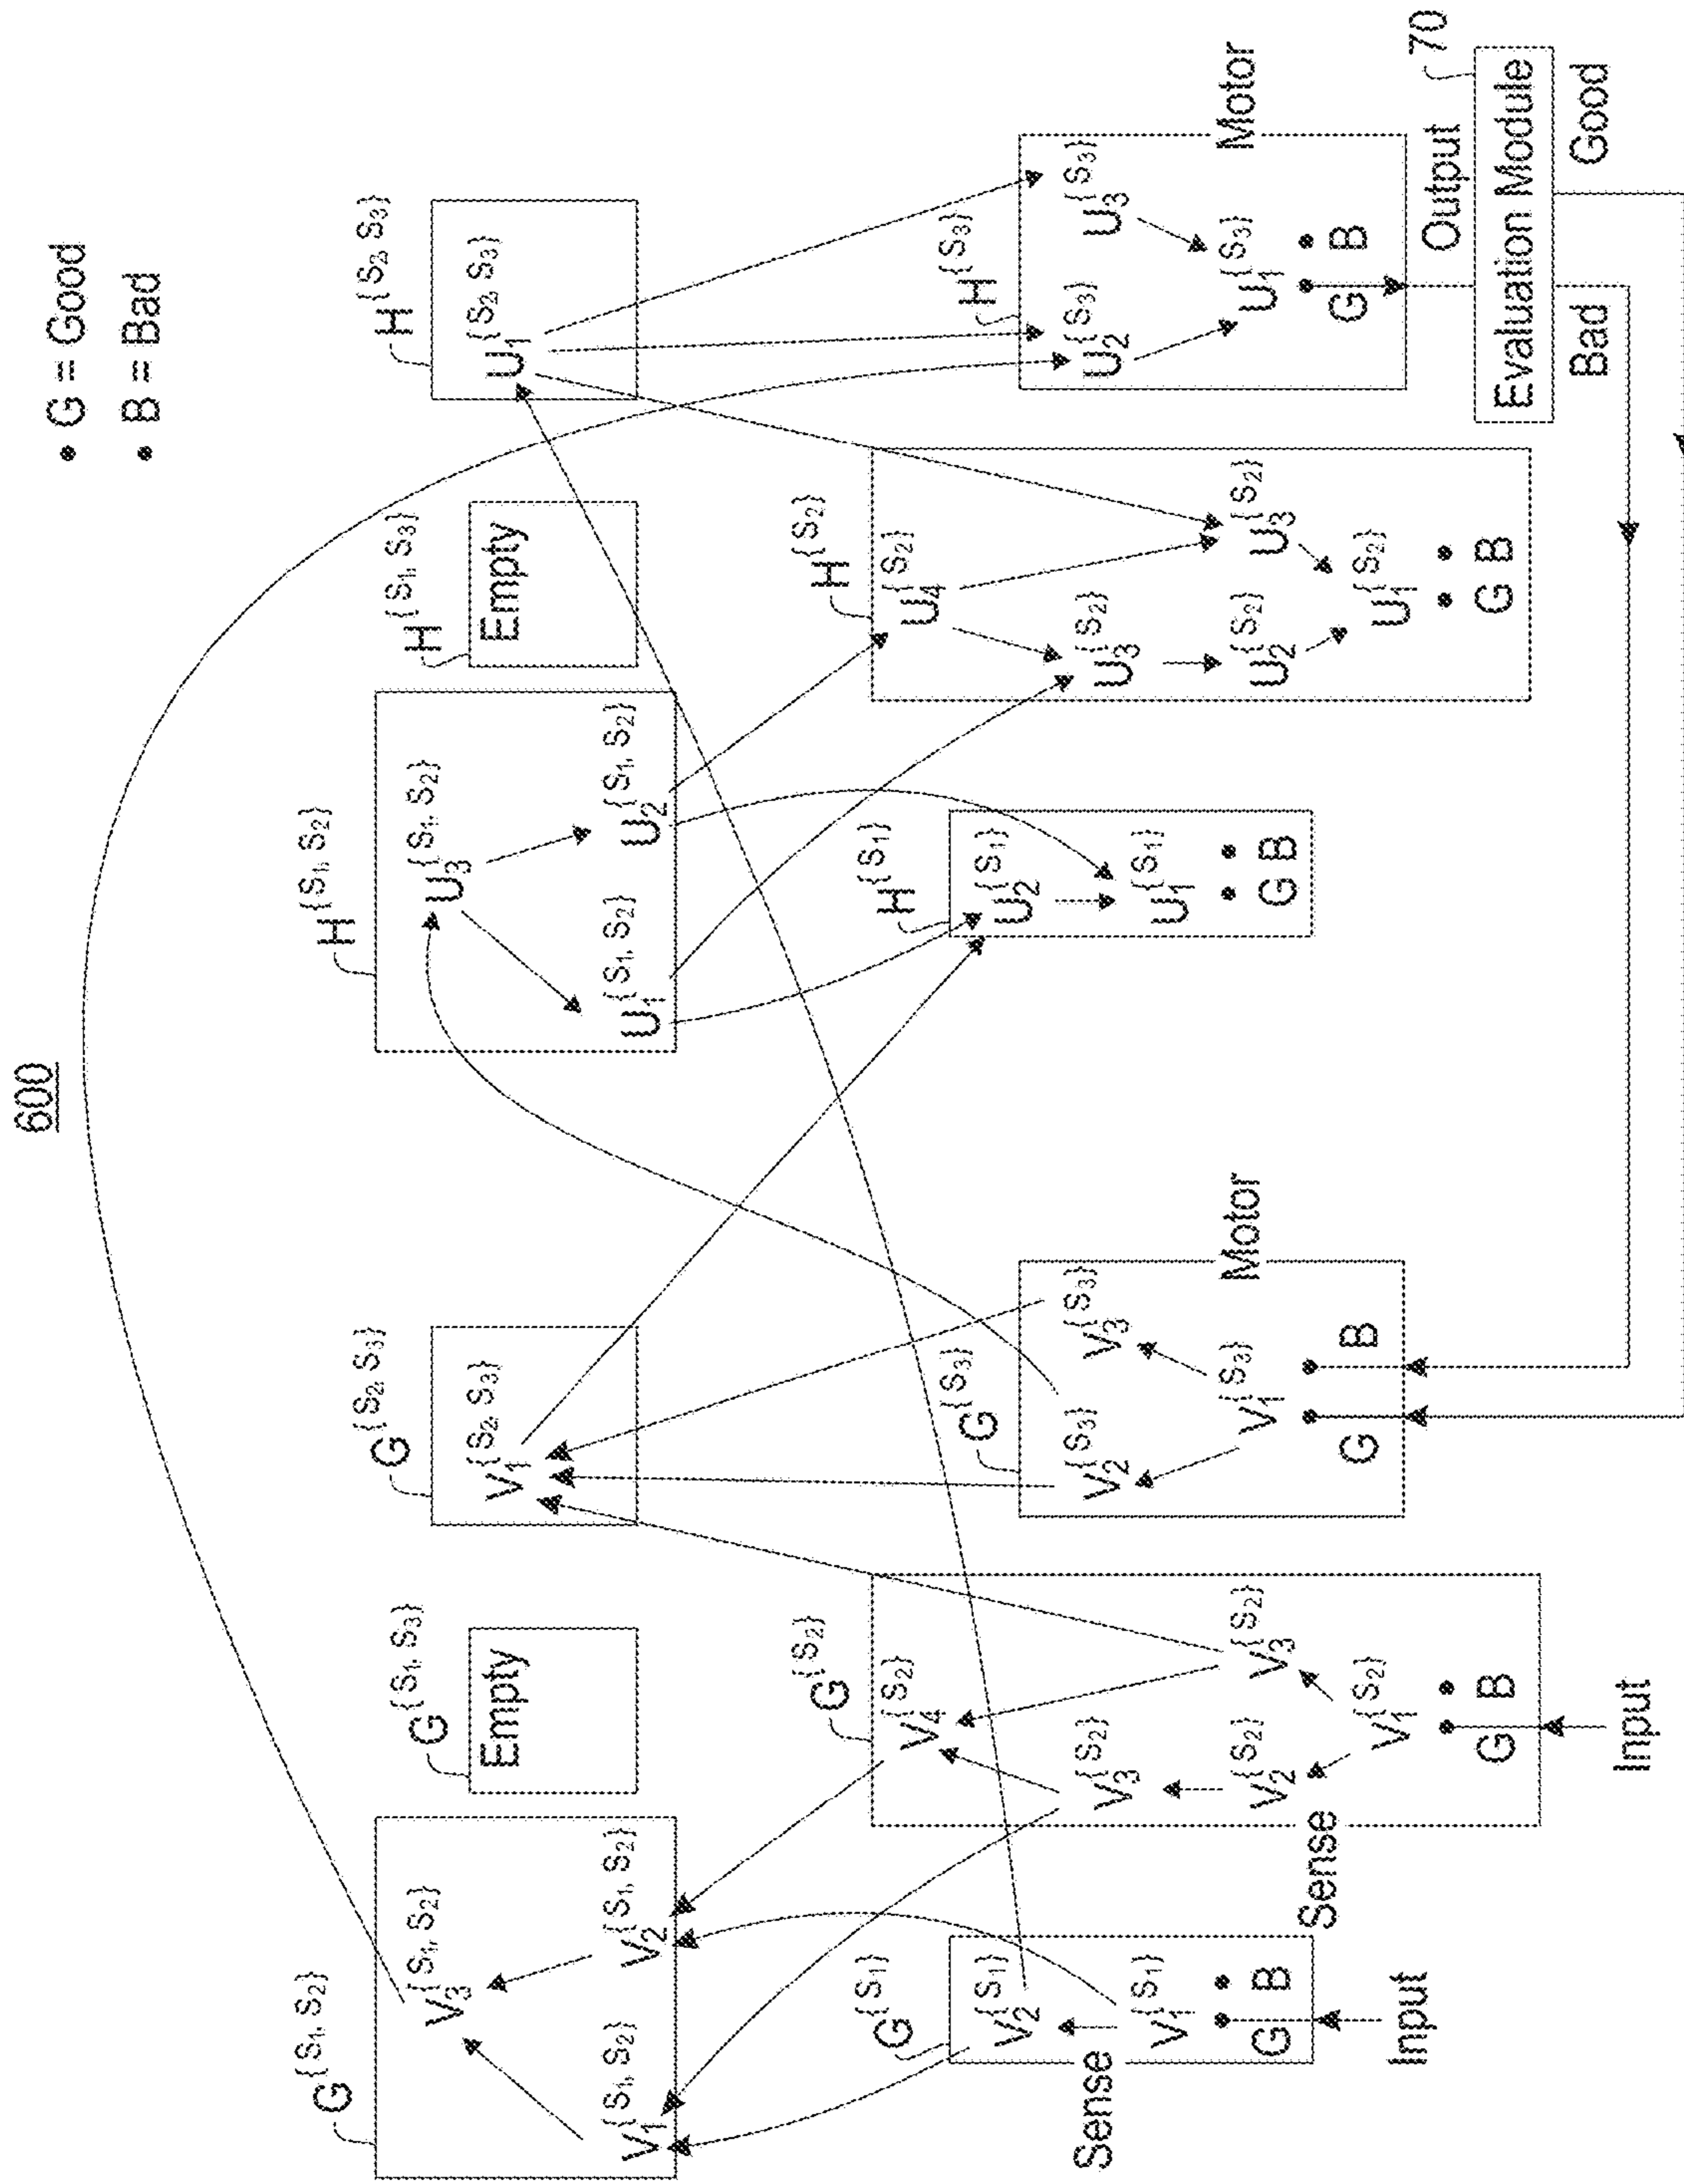 600
• G = Good
• B = Bad
G{S1, S2}
V3{S1, S2}
V1{S1, S2} V2{S1, S2}
G{S1, S3}
Empty
G{S2, S3}
V1{S2, S3}
H{S1, S2}
U3{S1, S2}
U1{S1, S2} U2{S1, S2}
H{S1, S3}
Empty
H{S2, S3}
U1{S2, S3}
G{S1}
V2{S1}
Sense
V1{S1}
G B
Input
G{S2}
V4{S2}
V3{S2}
V2{S2} V3{S2}
Sense
V1{S2}
G B
Input
G{S3}
V2{S3} V3{S3}
V1{S3}
Motor
G B
H{S1}
U2{S1}
U1{S1}
G B
H{S2}
U4{S2}
U3{S2}
U2{S2} U3{S2}
U1{S2}
G B
H{S3}
U2{S3} U3{S3}
U1{S3}
Motor
G B
Output
70
Evaluation Module
Bad Good